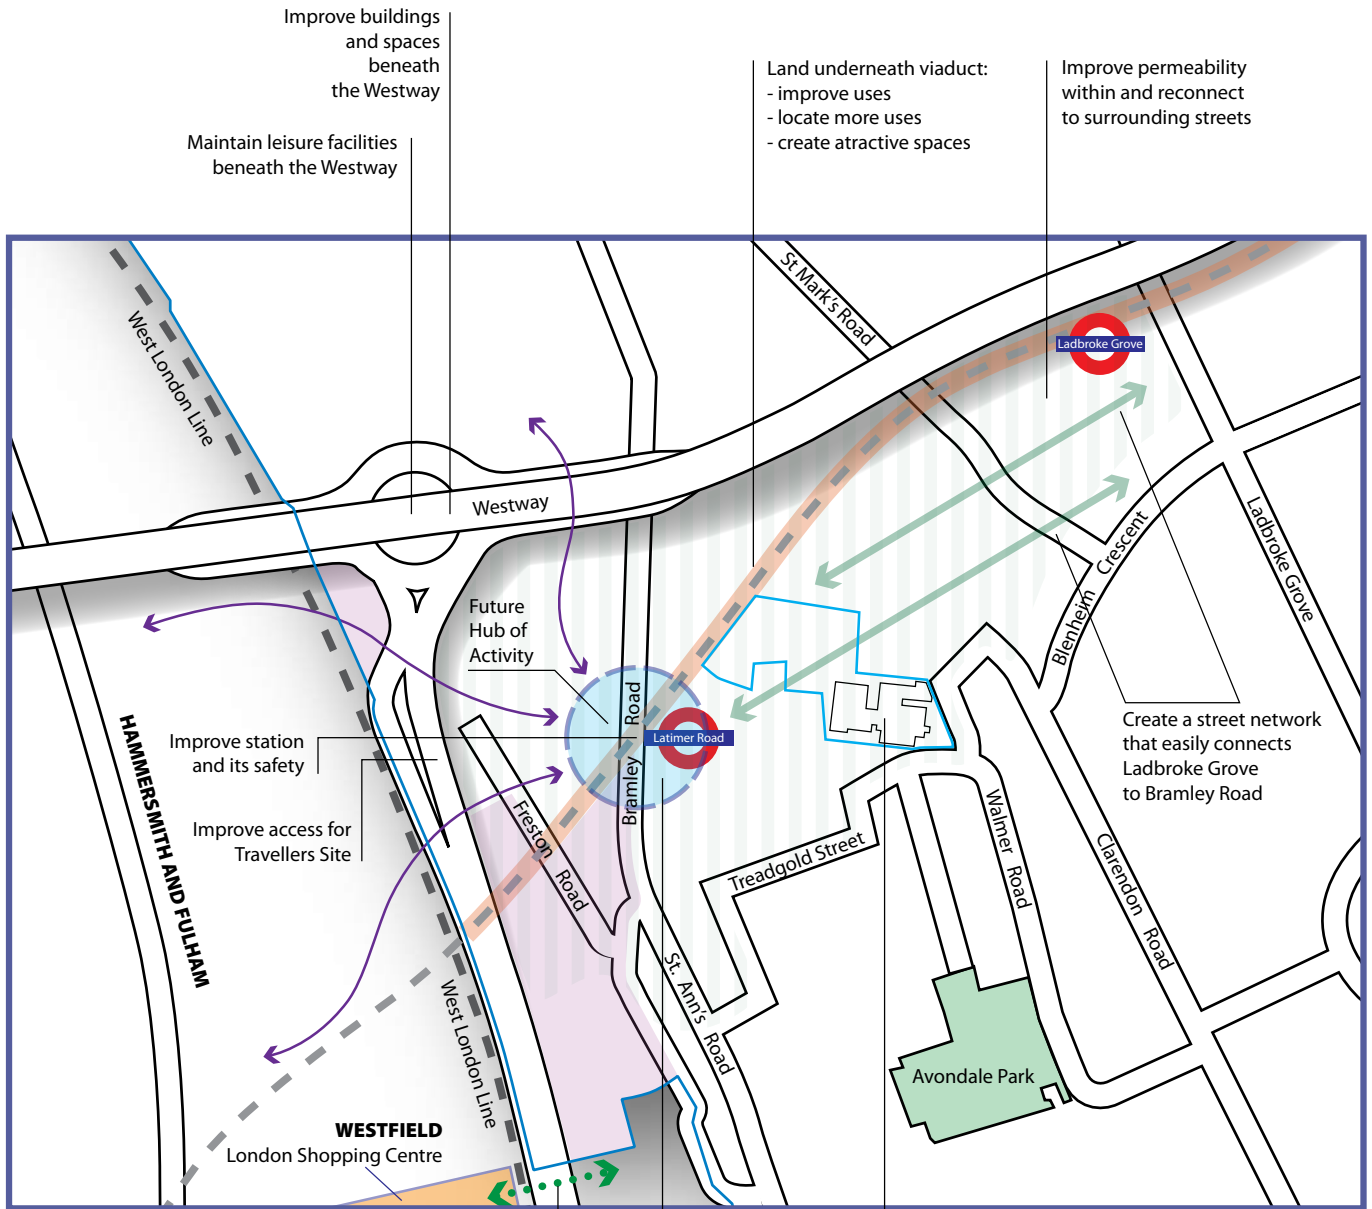 Improve buildings
and spaces
beneath
the Westway
Maintain leisure facilities
beneath the Westway
Land underneath viaduct:
- improve uses
- locate more uses
- create atractive spaces
Improve permeability
within and reconnect
to surrounding streets
St Mark's Road
Ladbroke Grove
West London Line
Westway
Ladbroke Grove
Blenheim Crescent
Future
Hub of
Activity
Bramley Road
Latimer Road
HAMMERSMITH AND FULHAM
Improve station
and its safety
Improve access for
Travellers Site
Freston Road
Treadgold Street
Walmer Road
Clarendon Road
Create a street network
that easily connects
Ladbroke Grove
to Bramley Road
St. Ann's Road
West London Line
Avondale Park
WESTFIELD
London Shopping Centre